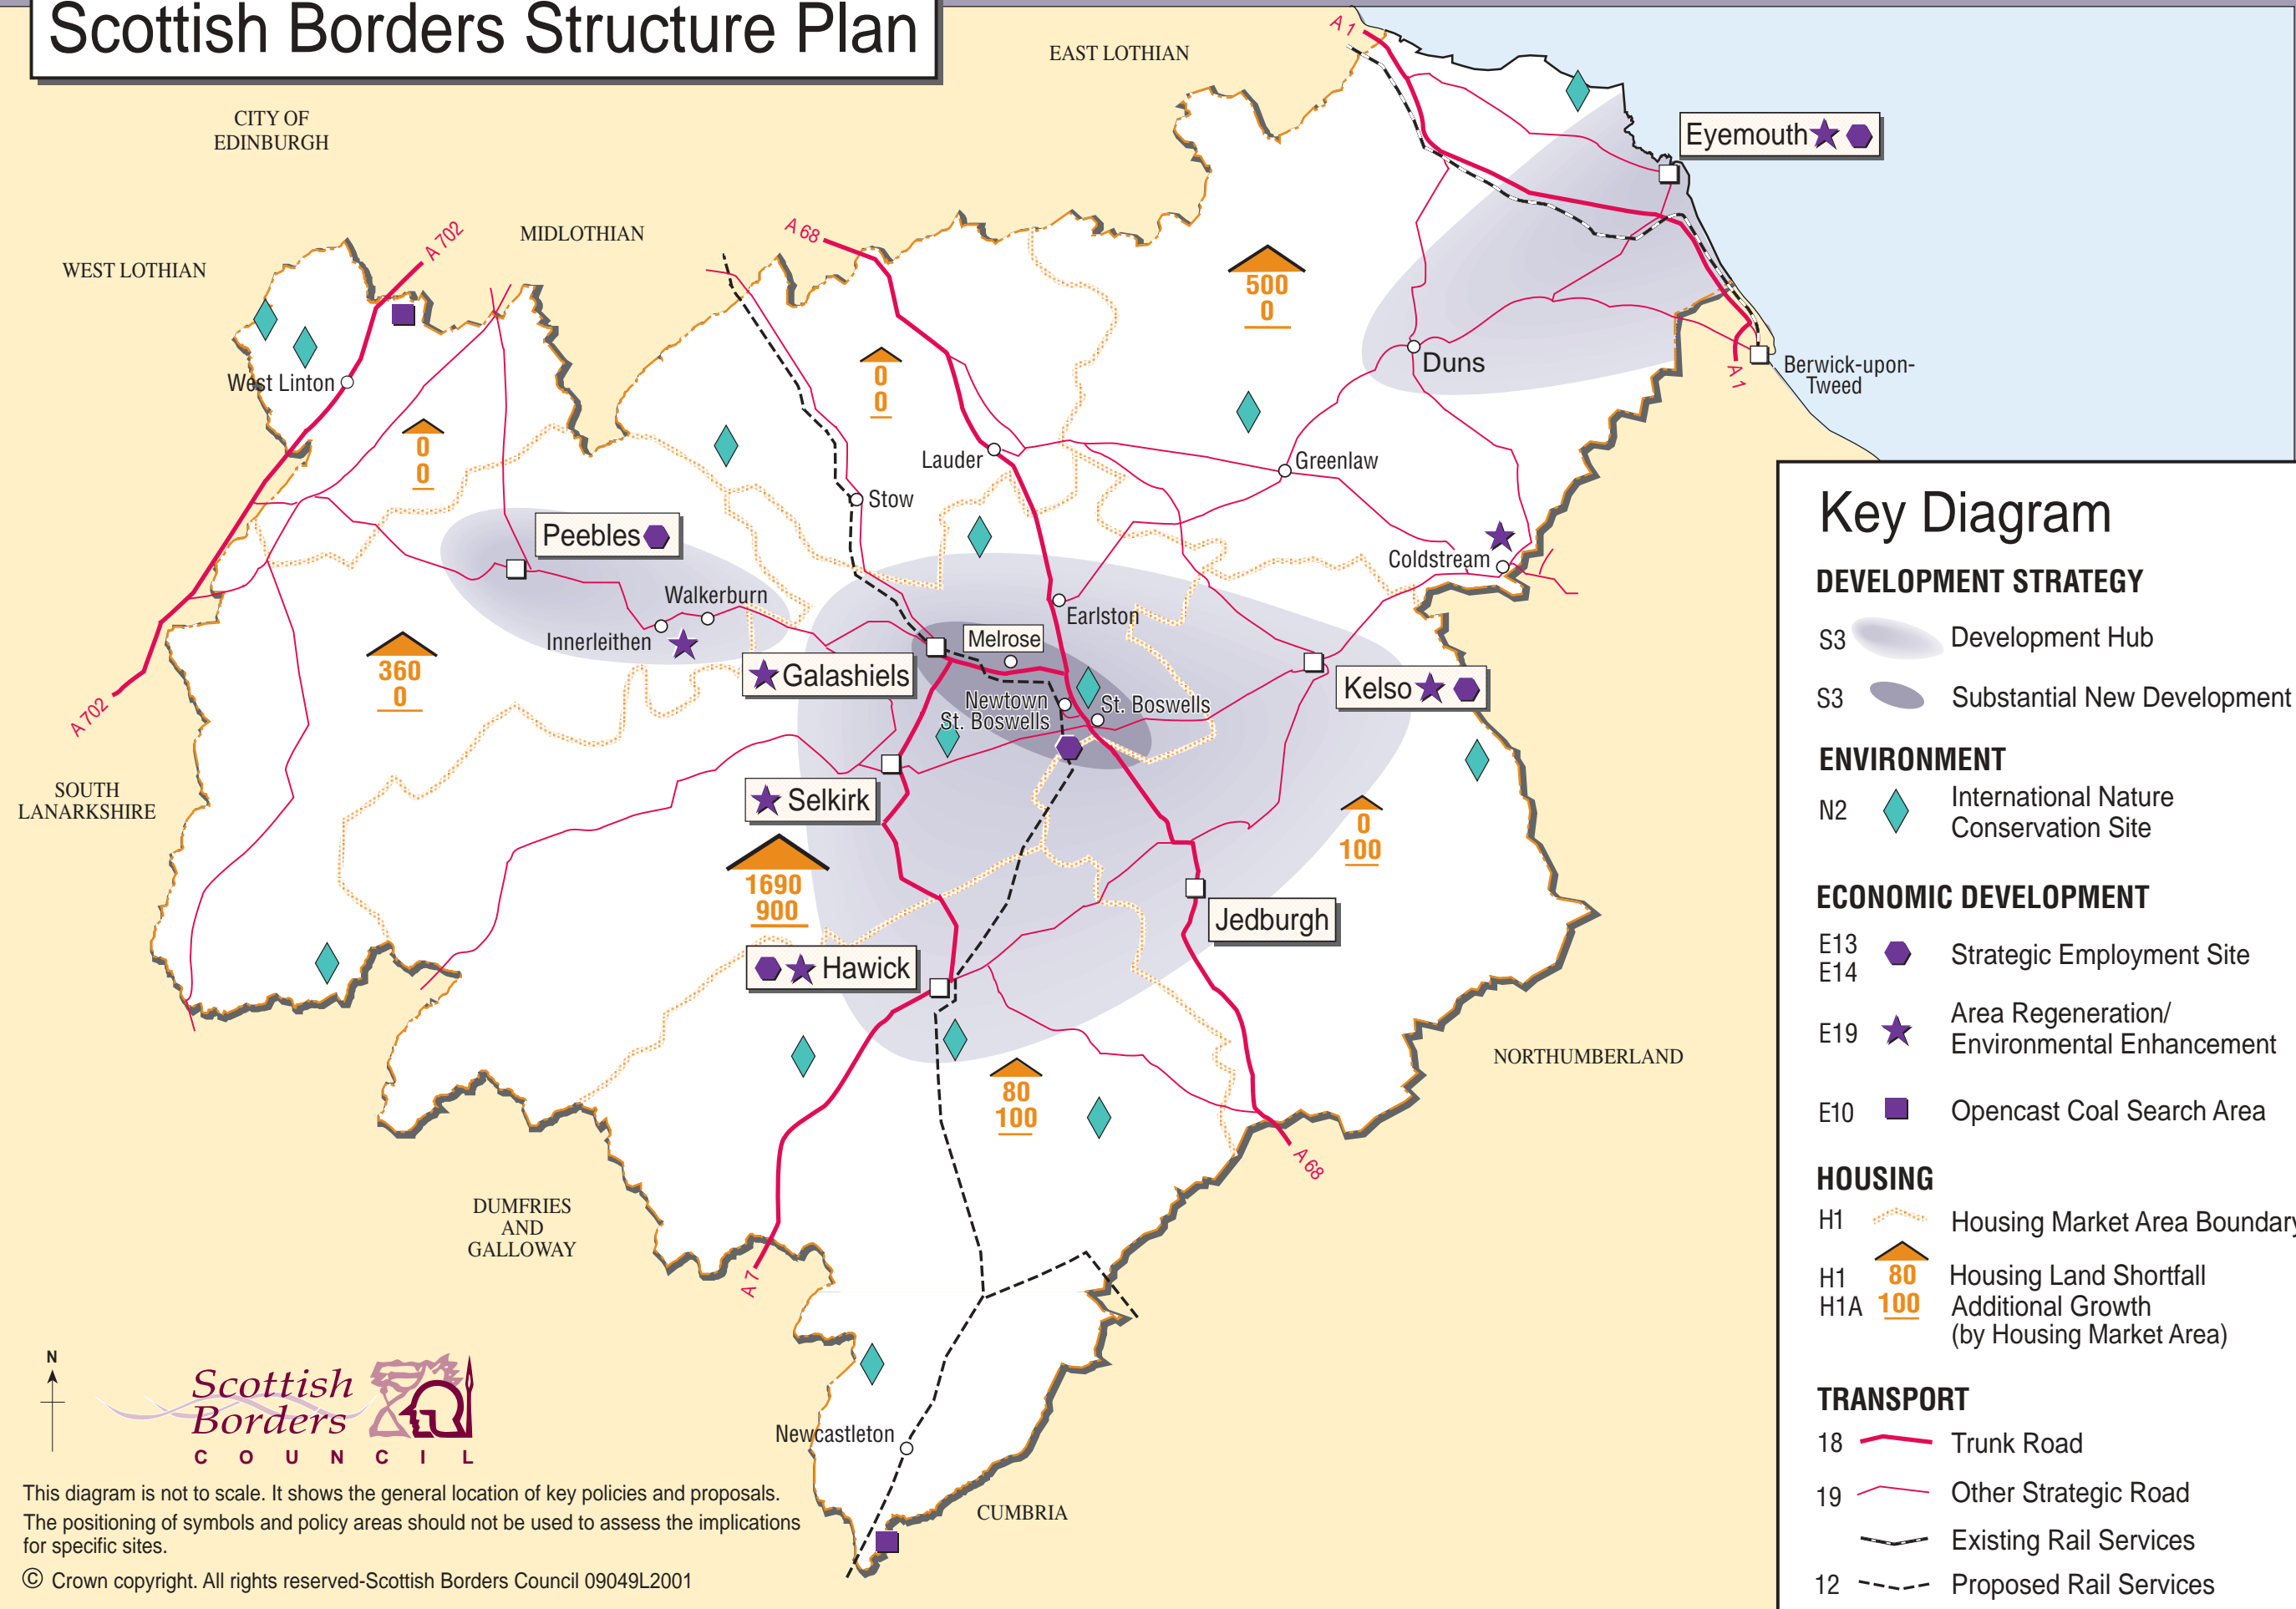 Scottish Borders Structure Plan
EAST LOTHIAN
A 1
CITY OF
EDINBURGH
Eyemouth
MIDLOTHIAN
A 702
A 68
WEST LOTHIAN
500
0
0
0
West Linton
Duns
A 1
Berwick-upon-
Tweed
0
0
Lauder
Greenlaw
Stow
Peebles
Coldstream
Walkerburn
Innerleithen
Earlston
Melrose
360
0
Galashiels
Kelso
Newtown
St. Boswells
St. Boswells
A 702
SOUTH
LANARKSHIRE
Selkirk
0
100
1690
900
Jedburgh
Hawick
NORTHUMBERLAND
80
100
A 68
DUMFRIES
AND
GALLOWAY
A 7
Newcastleton
CUMBRIA
N
Scottish
Borders
COUNCIL
This diagram is not to scale. It shows the general location of key policies and proposals.
The positioning of symbols and policy areas should not be used to assess the implications
for specific sites.
© Crown copyright. All rights reserved-Scottish Borders Council 09049L2001
Key Diagram
DEVELOPMENT STRATEGY
S3 Development Hub
S3 Substantial New Development
ENVIRONMENT
N2 International Nature
Conservation Site
ECONOMIC DEVELOPMENT
E13
E14 Strategic Employment Site
E19 Area Regeneration/
Environmental Enhancement
E10 Opencast Coal Search Area
HOUSING
H1 Housing Market Area Boundary
H1 80 Housing Land Shortfall
H1A 100 Additional Growth
(by Housing Market Area)
TRANSPORT
18 Trunk Road
19 Other Strategic Road
Existing Rail Services
12 Proposed Rail Services